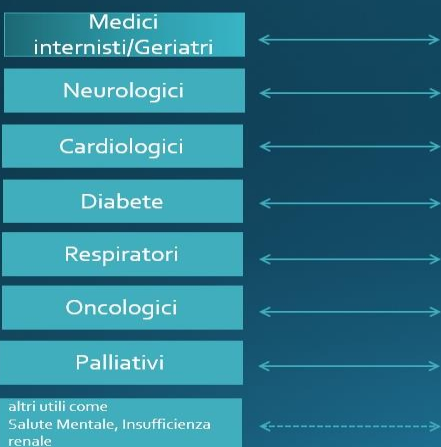 Medici
internisti/Geriatri
Neurologici
Cardiologici
Diabete
Respiratori
Oncologici
Palliativi
altri utili come
Salute Mentale, Insufficienza
renale